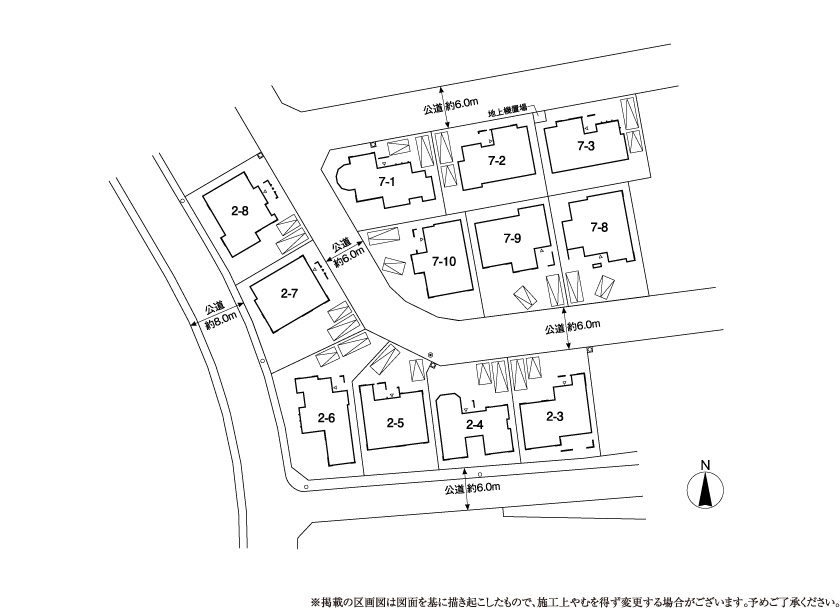 公道 約6.0m
地上機置場
7-1
7-2
7-3
2-8
7-10
7-9
7-8
公道
約6.0m
2-7
公道
約8.0m
公道 約6.0m
2-6
2-5
2-4
2-3
公道 約6.0m
N
※掲載の区画図は図面を基に描き起こしたもので、施工上やむを得ず変更する場合がございます。予めご了承ください。